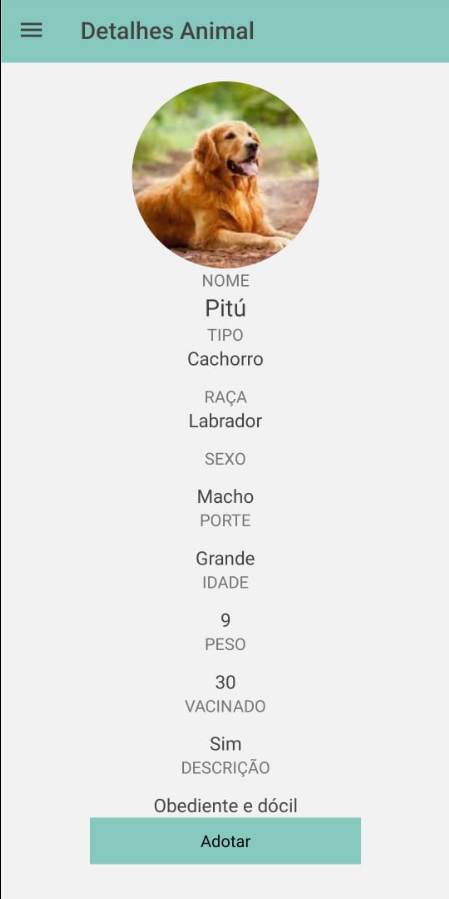 Detalhes Animal
NOME
Pitú
TIPO
Cachorro
RAÇA
Labrador
SEXO
Macho
PORTE
Grande
IDADE
9
PESO
30
VACINADO
Sim
DESCRIÇÃO
Obediente e dócil
Adotar